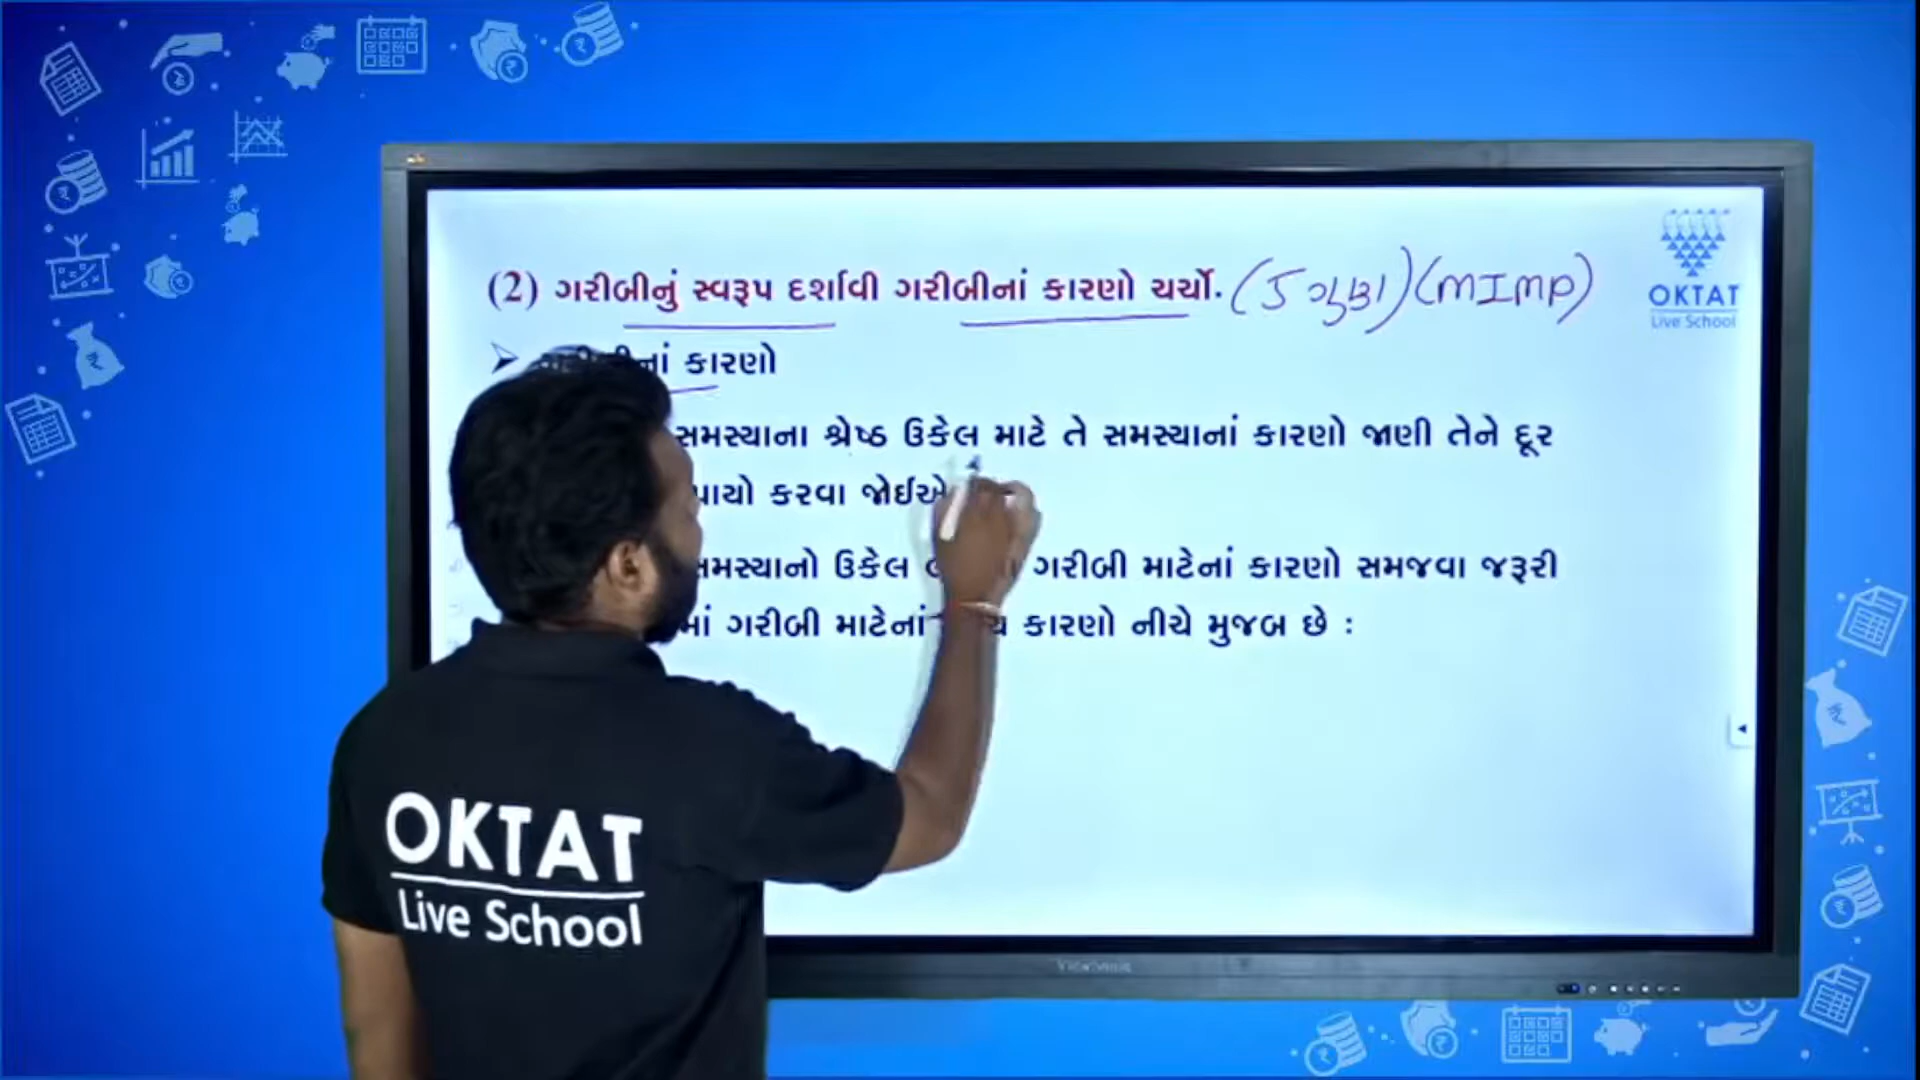 (2) ગરીબીનું સ્વરૂપ દર્શાવી ગરીબીનાં કારણો ચર્ચો. (5 ગુણ) (MIMP)
OKTAT
Live School
કારણો
સમસ્યાના શ્રેષ્ઠ ઉકેલ માટે તે સમસ્યાનાં કારણો જાણી તેને દૂર
કરવા જોઈએ
સમસ્યાનો ઉકેલ ગરીબી માટેનાં કારણો સમજવા જરૂરી
ગરીબી માટેનાં કારણો નીચે મુજબ છે :
OKTAT
Live School
ViewSonic